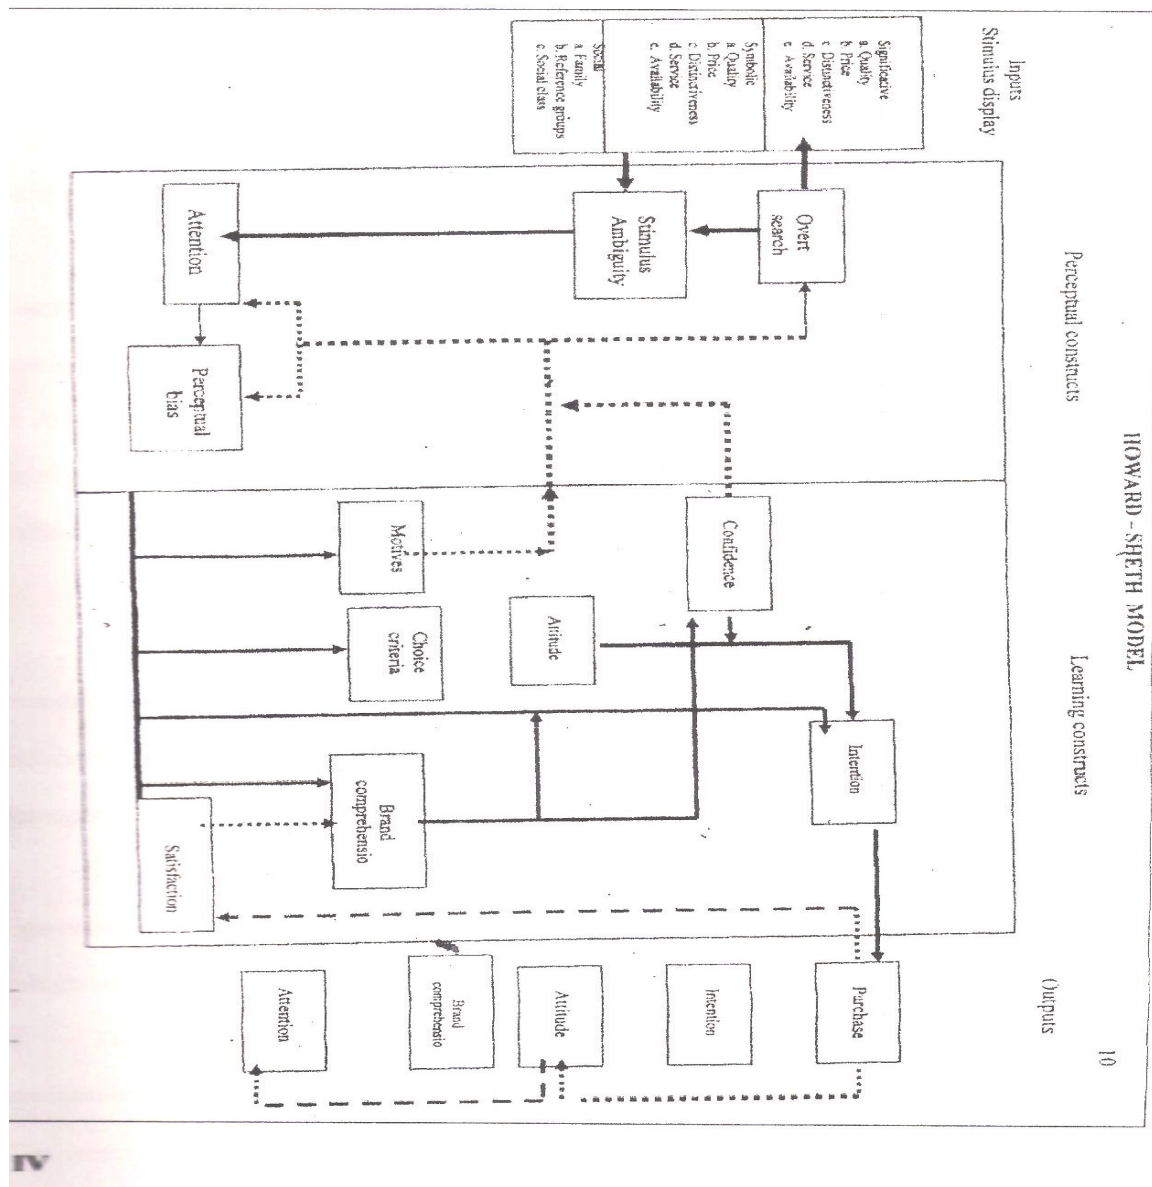 10
HOWARD - SHETH MODEL
Inputs
Stimulus display
Perceptual constructs
Learning constructs
Outputs
Significative
a. Quality
b. Price
c. Distinctiveness
d. Service
e. Availability
Symbolic
a. Quality
b. Price
c. Distinctiveness
d. Service
e. Availability
Social
a. Family
b. Reference groups
c. Social class
Overt
search
Stimulus
Ambiguity
Attention
Perceptual
bias
Confidence
Attitude
Motives
Choice
criteria
Intention
Brand
comprehensio
Satisfaction
Purchase
Intention
Attitude
Brand
comprehensio
Attention
IV